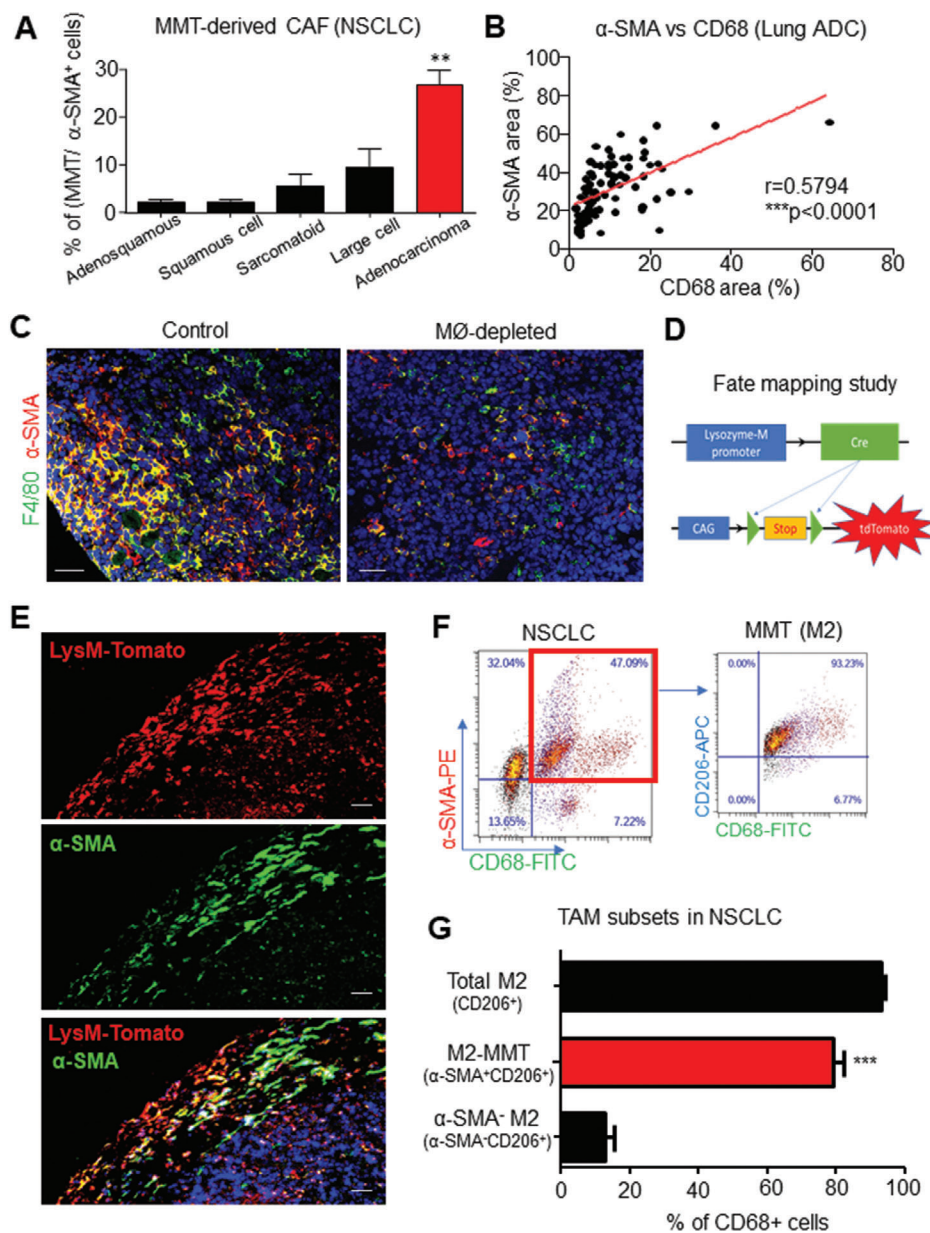 A
MMT-derived CAF (NSCLC)
% of (MMT/ α-SMA⁺ cells)
30
20
10
0
**
Adenosquamous
Squamous cell
Sarcomatoid
Large cell
Adenocarcinoma
B
α-SMA vs CD68 (Lung ADC)
α-SMA area (%)
100
80
60
40
20
0
r=0.5794
***p<0.0001
0
20
40
60
80
CD68 area (%)
C
Control
MØ-depleted
F4/80 α-SMA
D
Fate mapping study
Lysozyme-M
promoter
Cre
CAG
Stop
tdTomato
E
LysM-Tomato
α-SMA
LysM-Tomato
α-SMA
F
NSCLC
32.04%
47.09%
13.65%
7.22%
α-SMA-PE
CD68-FITC
MMT (M2)
0.00%
93.23%
0.00%
6.77%
CD206-APC
CD68-FITC
G
TAM subsets in NSCLC
Total M2
(CD206⁺)
M2-MMT
(α-SMA⁺CD206⁺)
***
α-SMA⁻ M2
(α-SMA⁻CD206⁺)
0
20
40
60
80
100
% of CD68+ cells